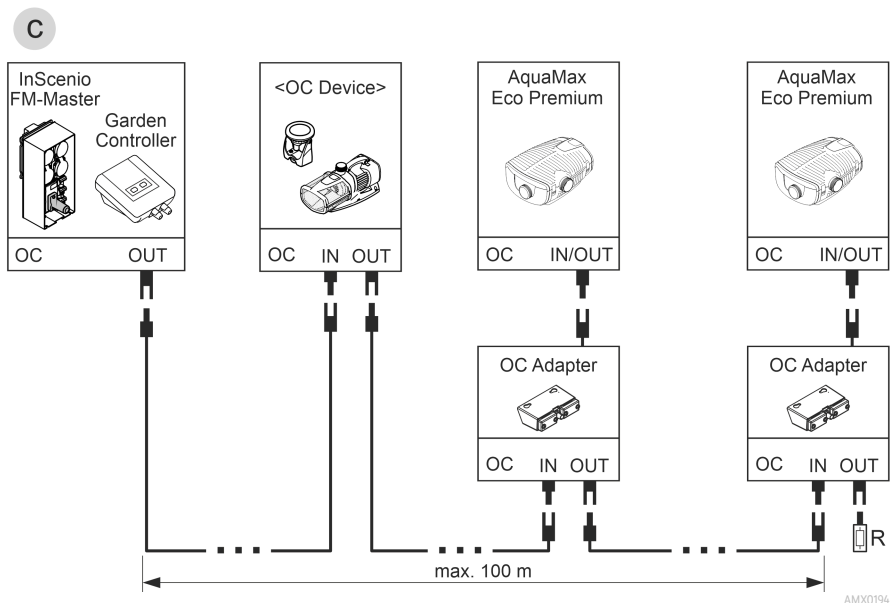 C
InScenio
FM-Master
Garden
Controller
OC OUT
<OC Device>
OC IN OUT
AquaMax
Eco Premium
OC IN/OUT
OC Adapter
OC IN OUT
AquaMax
Eco Premium
OC IN/OUT
OC Adapter
OC IN OUT
R
max. 100 m
AMX0194